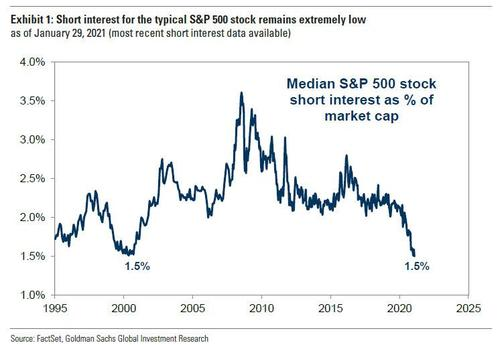 Exhibit 1: Short interest for the typical S&P 500 stock remains extremely low
as of January 29, 2021 (most recent short interest data available)
4.0%
3.5%
3.0%
2.5%
2.0%
1.5%
1.0%
Median S&P 500 stock
short interest as % of
market cap
1.5%
1.5%
1995
2000
2005
2010
2015
2020
2025
Source: FactSet, Goldman Sachs Global Investment Research